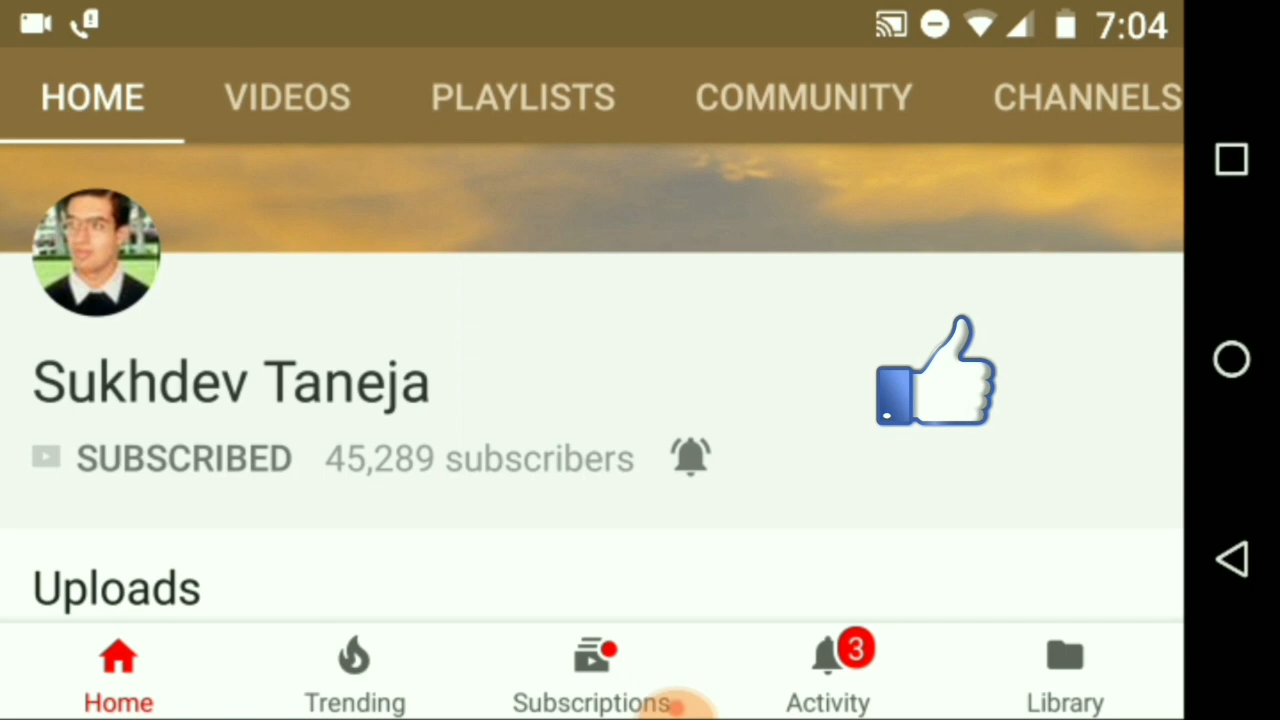 7:04
HOME VIDEOS PLAYLISTS COMMUNITY CHANNELS
Sukhdev Taneja
SUBSCRIBED 45,289 subscribers
Uploads
3
Home Trending Subscriptions Activity Library